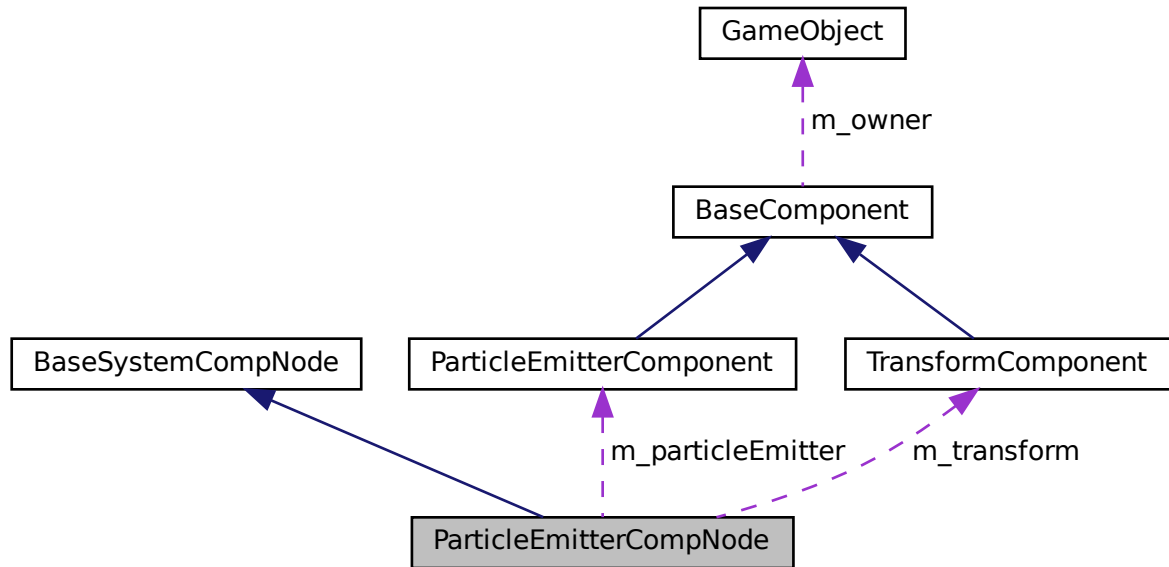 GameObject
m_owner
BaseComponent
BaseSystemCompNode
ParticleEmitterComponent
TransformComponent
m_particleEmitter
m_transform
ParticleEmitterCompNode